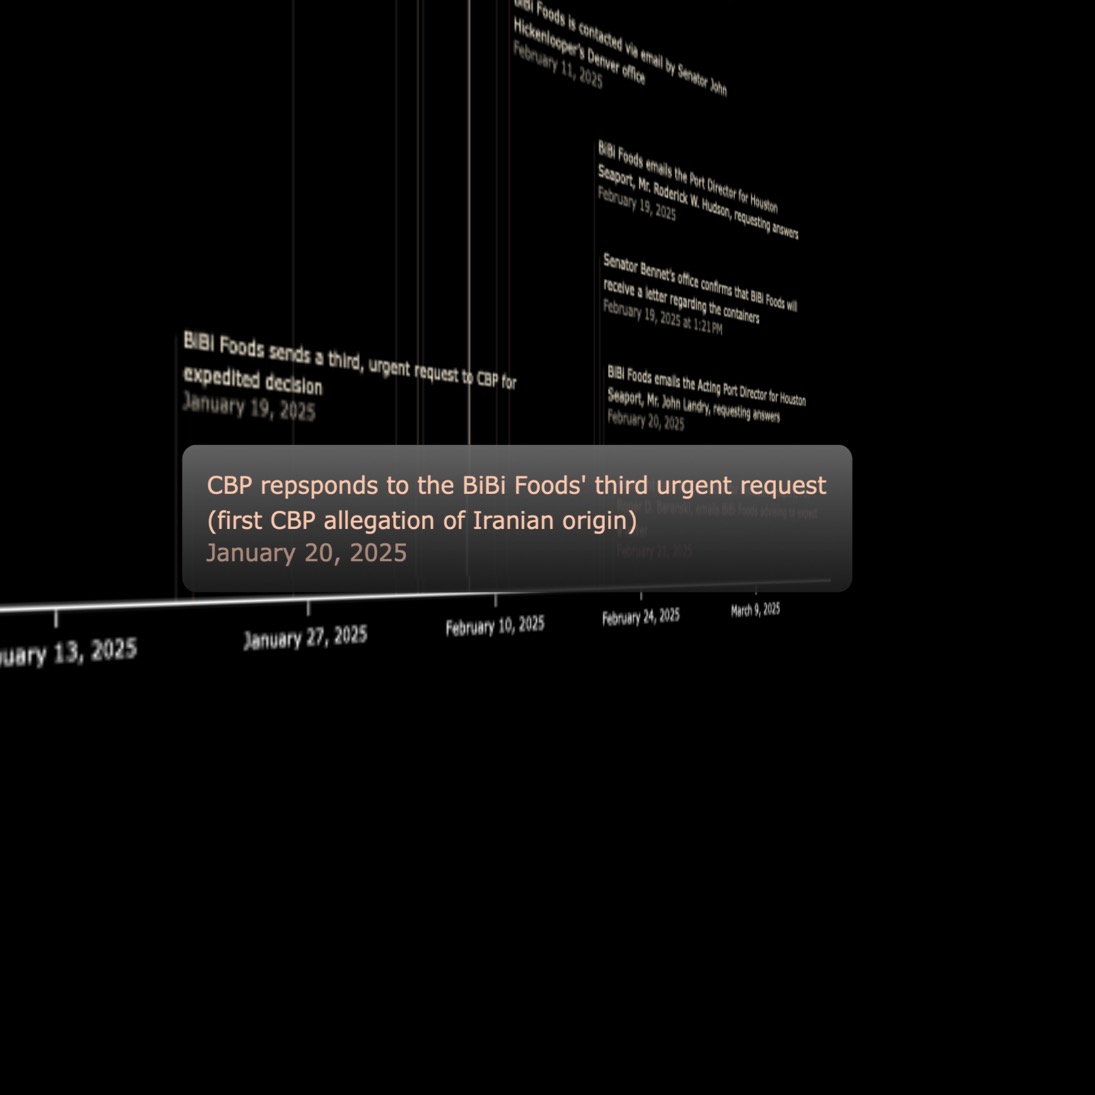 BiBi Foods is contacted via email by Senator John
Hickenlooper's Denver office
February 11, 2025
BiBi Foods emails the Port Director for Houston
Seaport, Mr. Roderick W. Hudson, requesting answers
February 19, 2025
Senator Bennet's office confirms that BiBi Foods will
receive a letter regarding the containers
February 19, 2025 at 1:21 PM
BiBi Foods sends a third, urgent request to CBP for
expedited decision
January 19, 2025
BiBi Foods emails the Acting Port Director for Houston
Seaport, Mr. John Landry, requesting answers
February 20, 2025
CBP repsponds to the BiBi Foods' third urgent request
(first CBP allegation of Iranian origin)
January 20, 2025
February 21, 2025
uary 13, 2025
January 27, 2025
February 10, 2025
February 24, 2025
March 9, 2025